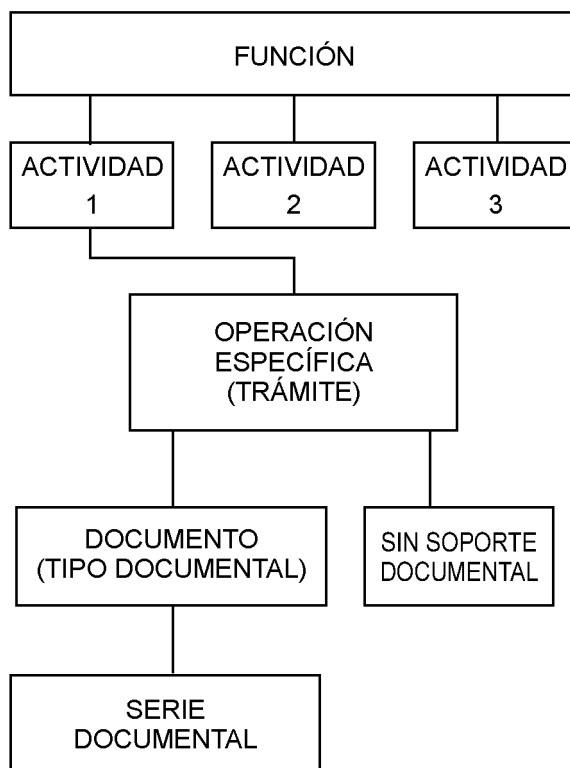 FUNCIÓN
ACTIVIDAD
1
ACTIVIDAD
2
ACTIVIDAD
3
OPERACIÓN
ESPECÍFICA
(TRÁMITE)
DOCUMENTO
(TIPO DOCUMENTAL)
SIN SOPORTE
DOCUMENTAL
SERIE
DOCUMENTAL